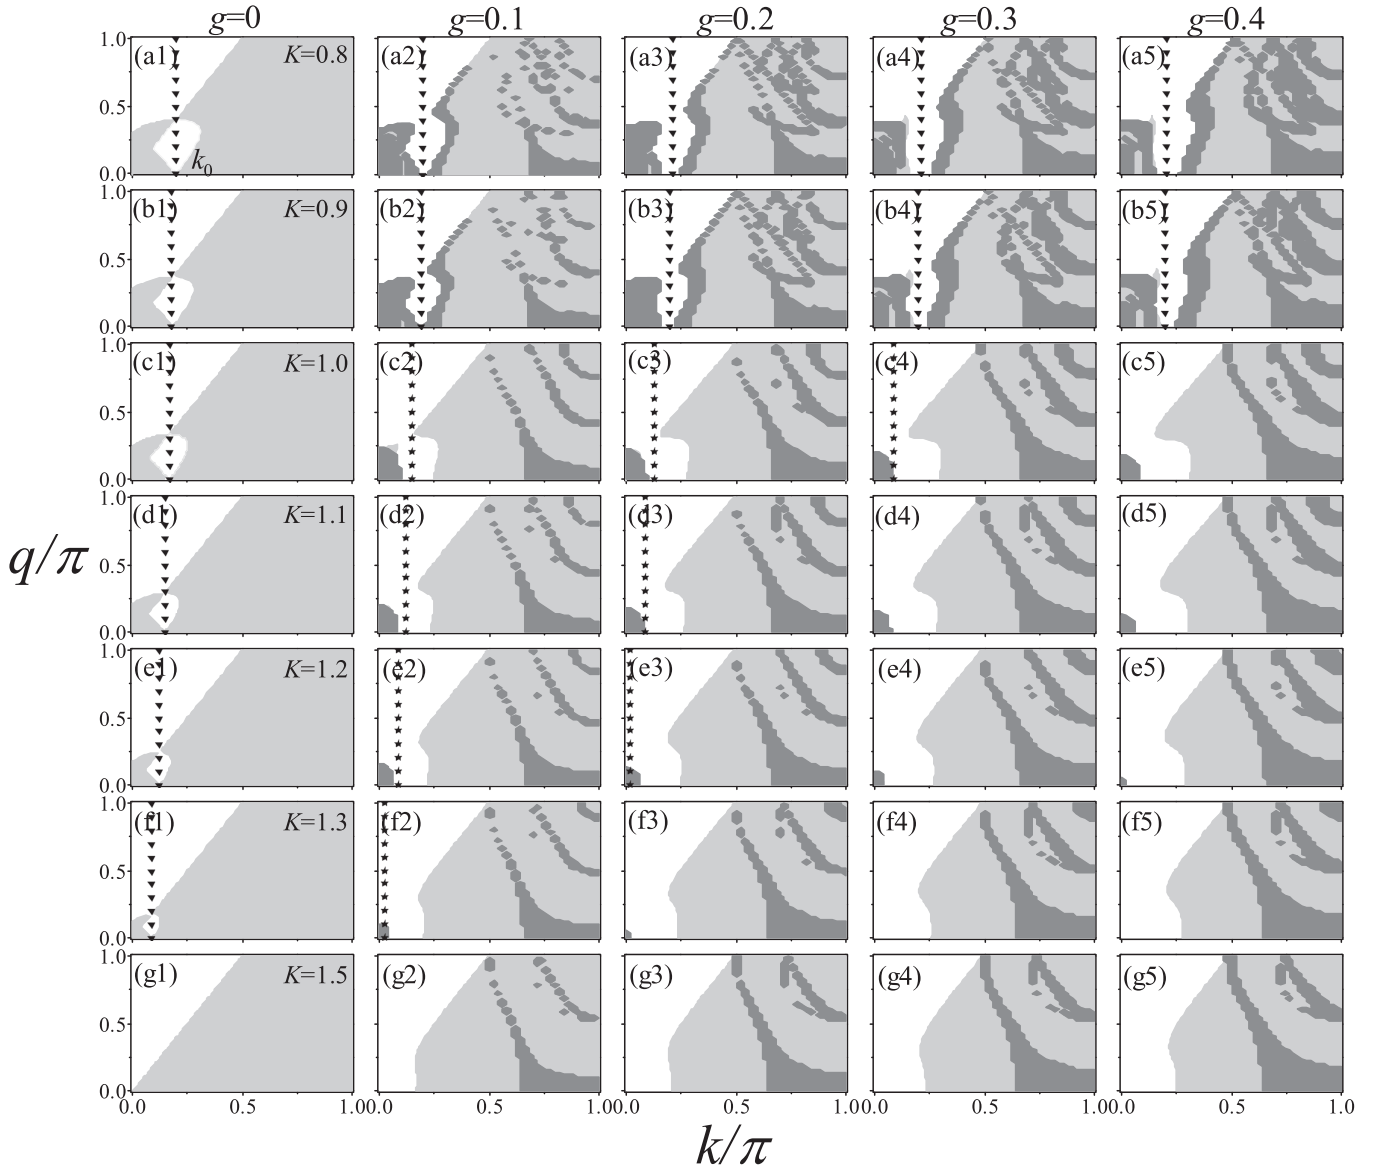 g=0 g=0.1 g=0.2 g=0.3 g=0.4
1.0 (a1) K=0.8 (a2) (a3) (a4) (a5)
0.5
k0
0.0
1.0 (b1) K=0.9 (b2) (b3) (b4) (b5)
0.5
0.0
1.0 (c1) K=1.0 (c2) (c3) (c4) (c5)
0.5
0.0
1.0 (d1) K=1.1 (d2) (d3) (d4) (d5)
q/π
0.5
0.0
1.0 (e1) K=1.2 (e2) (e3) (e4) (e5)
0.5
0.0
1.0 (f1) K=1.3 (f2) (f3) (f4) (f5)
0.5
0.0
1.0 (g1) K=1.5 (g2) (g3) (g4) (g5)
0.5
0.0
0.0 0.5 1.0 0.0 0.5 1.0 0.0 0.5 1.0 0.0 0.5 1.0 0.0 0.5 1.0
k/π